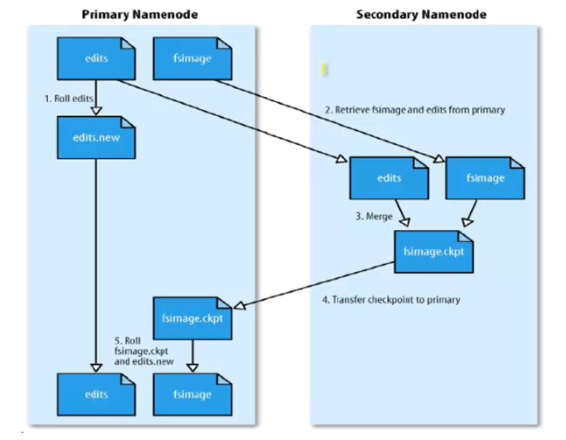 Primary Namenode
Secondary Namenode
edits
fsimage
1. Roll edits
2. Retrieve fsimage and edits from primary
edits.new
edits
fsimage
3. Merge
fsimage.ckpt
4. Transfer checkpoint to primary
fsimage.ckpt
5. Roll
fsimage.ckpt
and edits.new
edits
fsimage